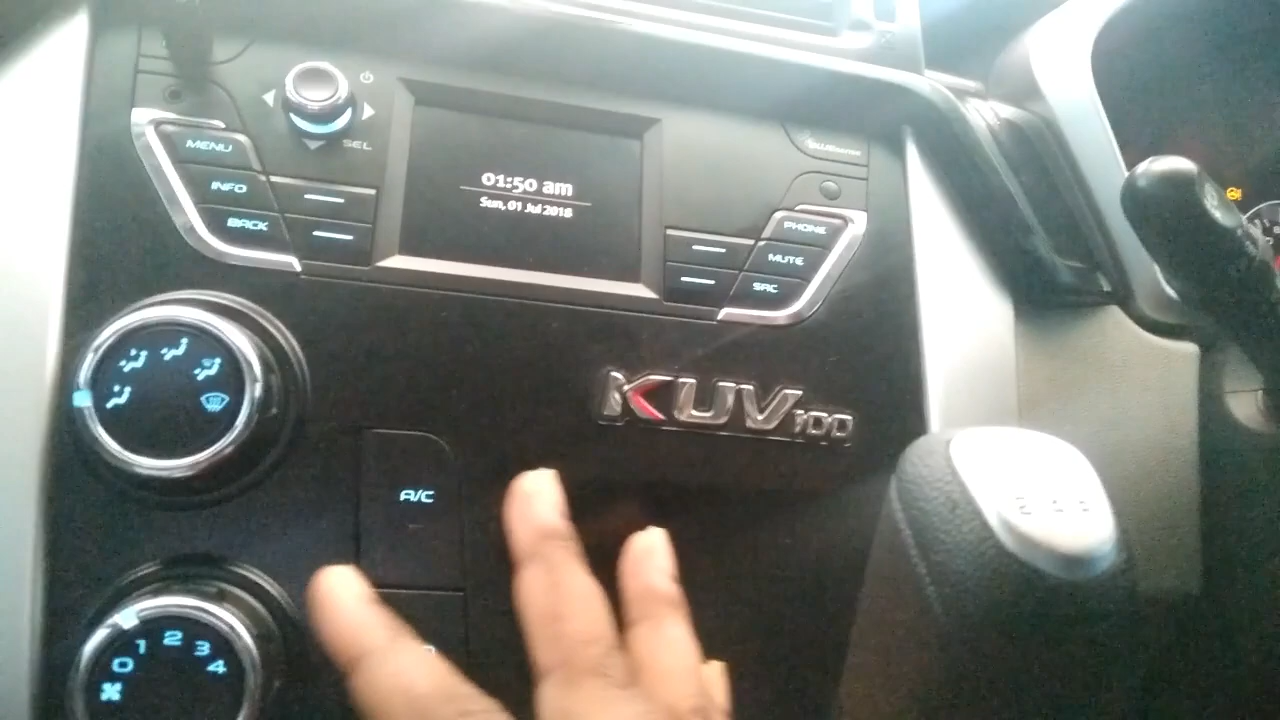 SEL
MENU
INFO
BACK
01:50 am
Sun, 01 Jul 2018
PHONE
MUTE
SRC
KUV100
A/C
0 1 2 3 4